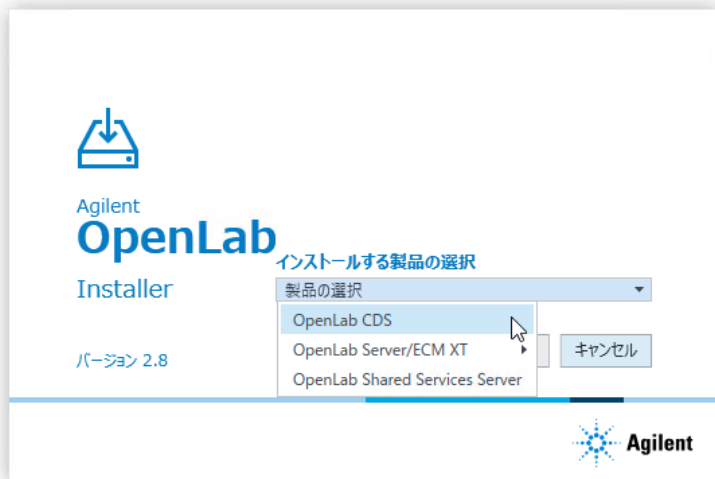 Agilent
OpenLab
Installer
バージョン 2.8
インストールする製品の選択
製品の選択
OpenLab CDS
OpenLab Server/ECM XT
OpenLab Shared Services Server
キャンセル
Agilent